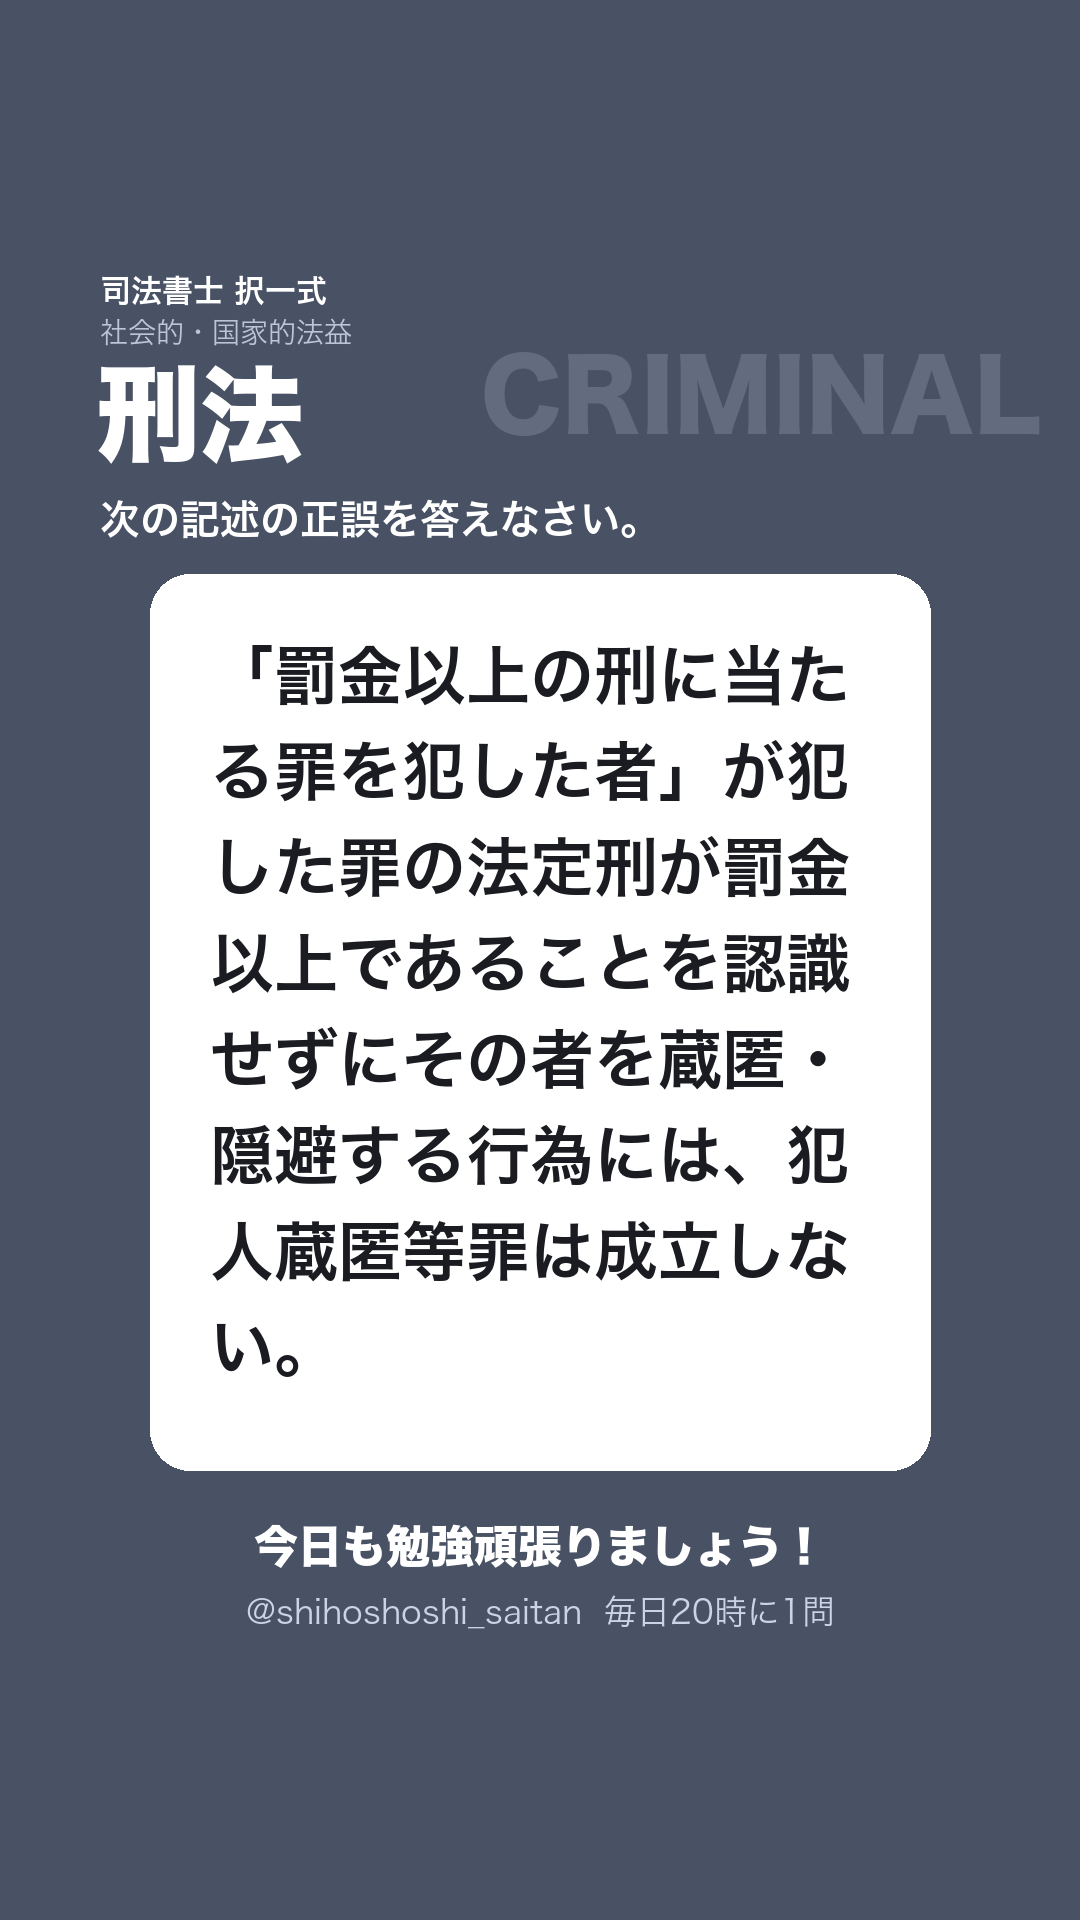 司法書士 択一式
社会的・国家的法益
刑法
CRIMINAL
次の記述の正誤を答えなさい。
「罰金以上の刑に当た
る罪を犯した者」が犯
した罪の法定刑が罰金
以上であることを認識
せずにその者を蔵匿・
隠避する行為には、犯
人蔵匿等罪は成立しな
い。
今日も勉強頑張りましょう！
@shihoshoshi_saitan 毎日20時に1問